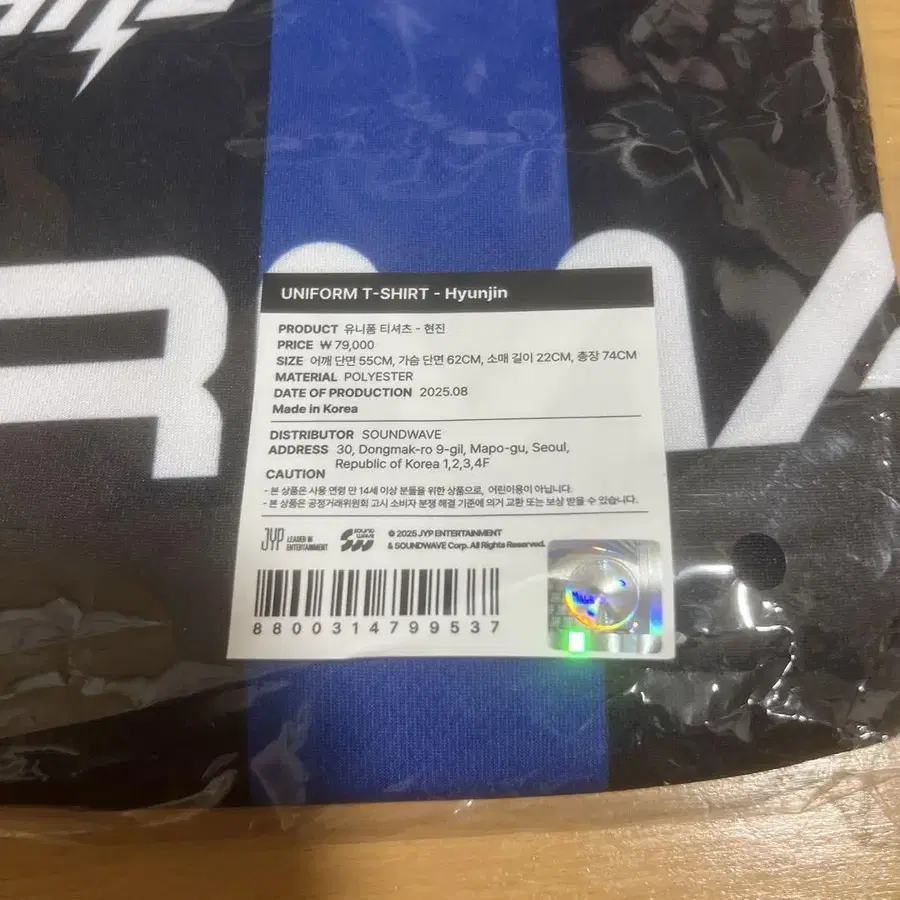 UNIFORM T-SHIRT - Hyunjin
PRODUCT 유니폼 티셔츠 - 현진
PRICE ₩ 79,000
SIZE 어깨 단면 55CM, 가슴 단면 62CM, 소매 길이 22CM, 총장 74CM
MATERIAL POLYESTER
DATE OF PRODUCTION 2025.08
Made in Korea
DISTRIBUTOR SOUNDWAVE
ADDRESS 30, Dongmak-ro 9-gil, Mapo-gu, Seoul,
Republic of Korea 1,2,3,4F
CAUTION
- 본 상품은 사용 연령 만 14세 이상 분들을 위한 상품으로, 어린이용이 아닙니다.
- 본 상품은 공정거래위원회 고시 소비자 분쟁 해결 기준에 의거 교환 또는 보상 받을 수 있습니다.
JYP LEADER IN
ENTERTAINMENT
SOUND
WAVE
© 2025 JYP ENTERTAINMENT
& SOUNDWAVE Corp. All Rights Reserved.
8800314799537